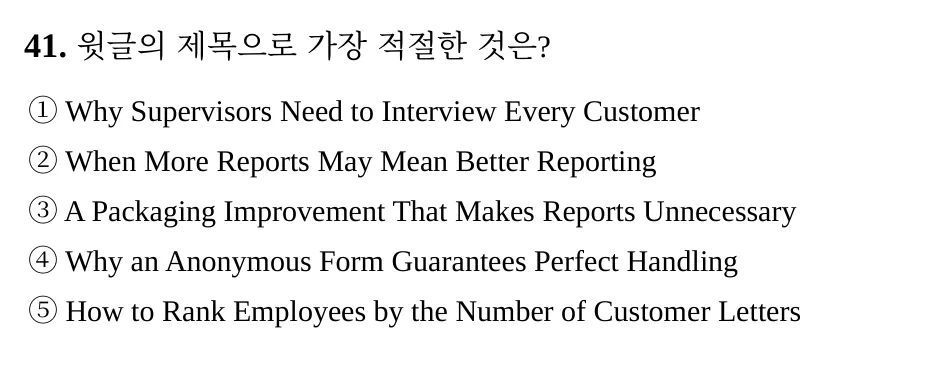 41. 윗글의 제목으로 가장 적절한 것은?
① Why Supervisors Need to Interview Every Customer
② When More Reports May Mean Better Reporting
③ A Packaging Improvement That Makes Reports Unnecessary
④ Why an Anonymous Form Guarantees Perfect Handling
⑤ How to Rank Employees by the Number of Customer Letters